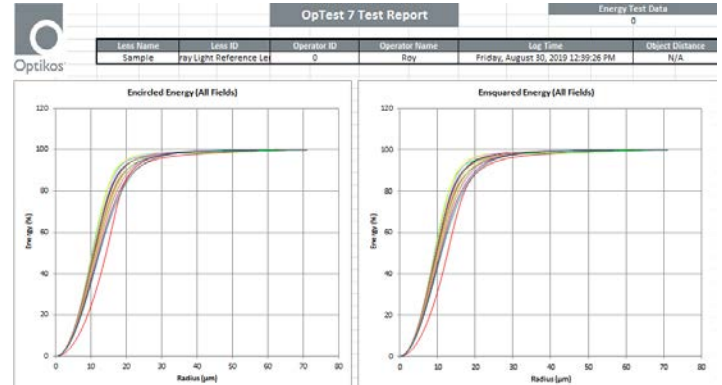 OpTest 7 Test Report
Energy Test Data
0
Optikos
Lens Name Lens ID Operator ID Operator Name Log Time Object Distance
Sample ray Light Reference Le 0 Roy Friday, August 30, 2019 12:39:26 PM N/A
Encircled Energy (All Fields)
120
100
80
60
40
20
0
Energy (%)
0 10 20 30 40 50 60 70 80
Radius (µm)
Ensquared Energy (All Fields)
120
100
80
60
40
20
0
Energy (%)
0 10 20 30 40 50 60 70 80
Radius (µm)